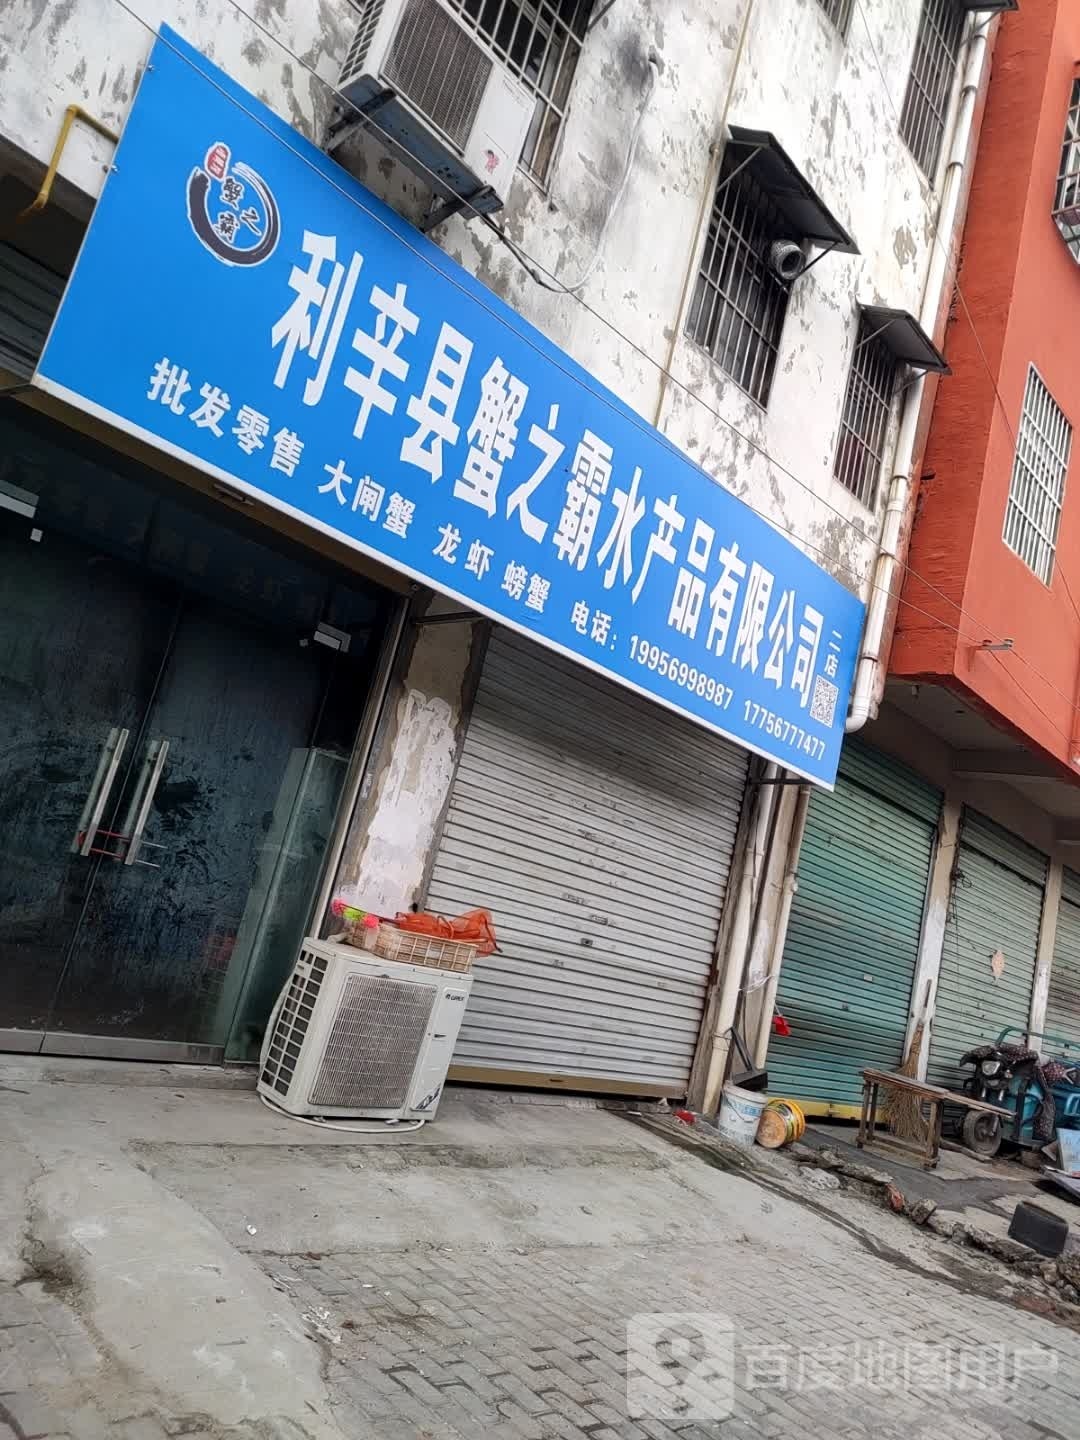 蟹之霸
利辛县蟹之霸水产品有限公司 二店
批发零售 大闸蟹 龙虾 螃蟹 电话：19956998987 17756777477
GREE
百度地图用户